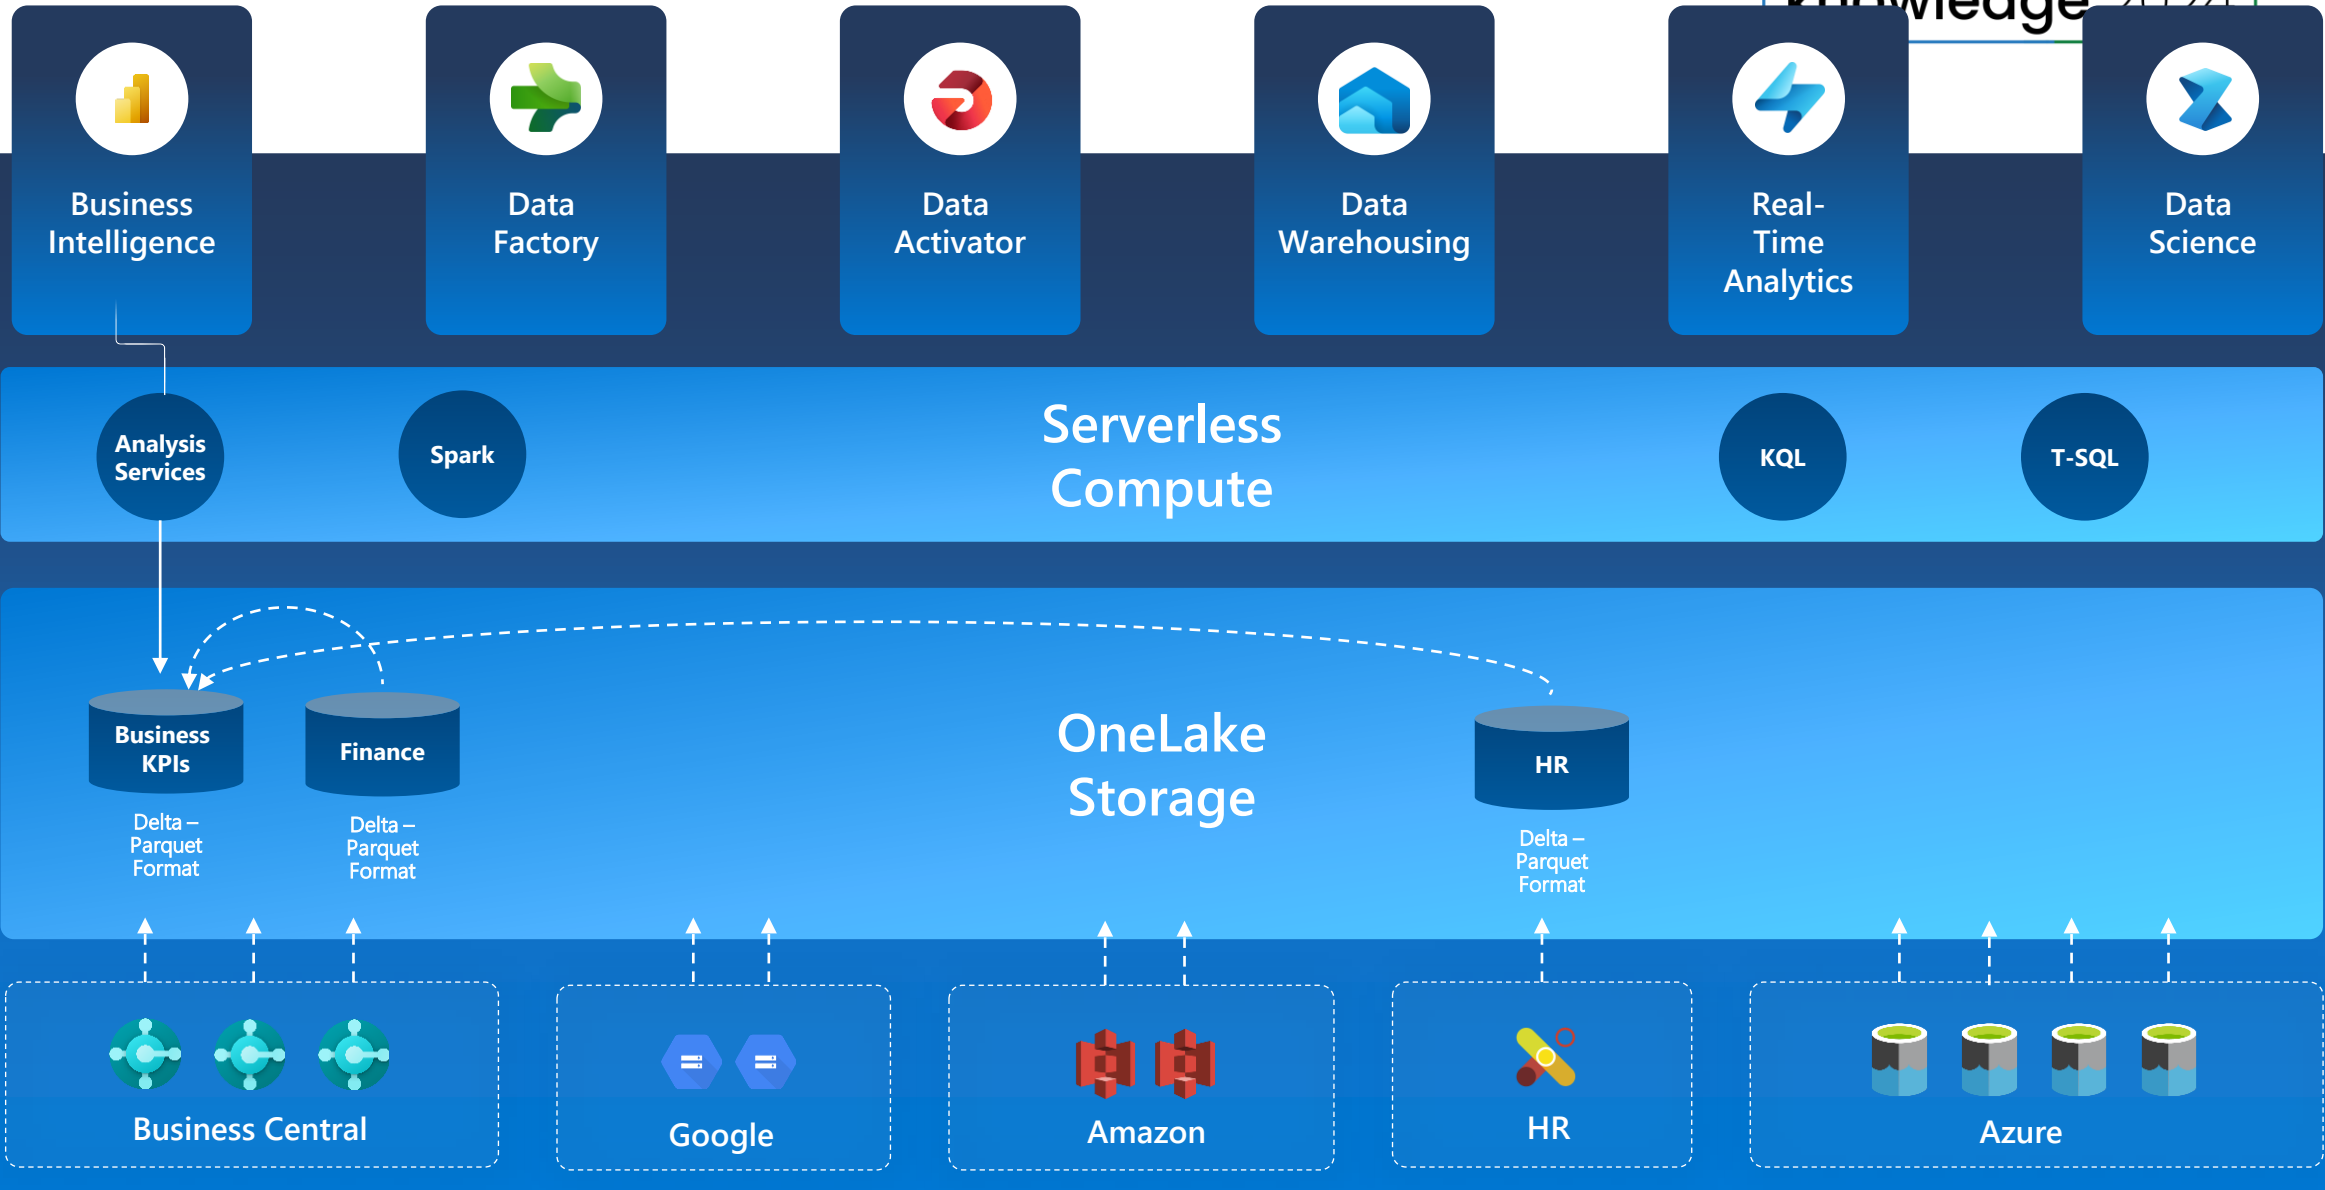 knowledge 2024
Business
Intelligence
Data
Factory
Data
Activator
Data
Warehousing
Real-
Time
Analytics
Data
Science
Analysis
Services
Spark
Serverless
Compute
KQL
T-SQL
Business
KPIs
Finance
OneLake
Storage
HR
Delta –
Parquet
Format
Delta –
Parquet
Format
Delta –
Parquet
Format
Business Central
Google
Amazon
HR
Azure